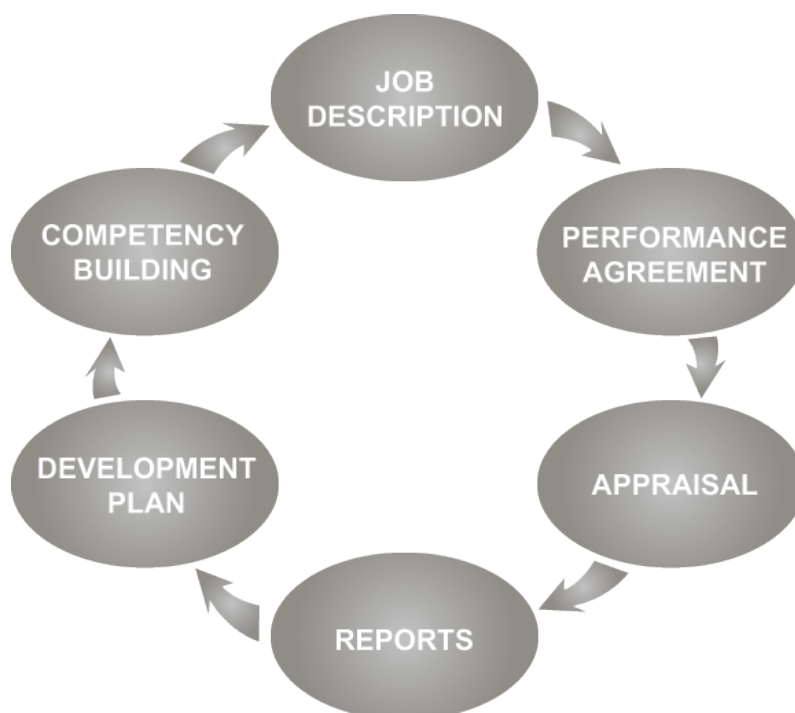 JOB
DESCRIPTION
PERFORMANCE
AGREEMENT
APPRAISAL
REPORTS
DEVELOPMENT
PLAN
COMPETENCY
BUILDING